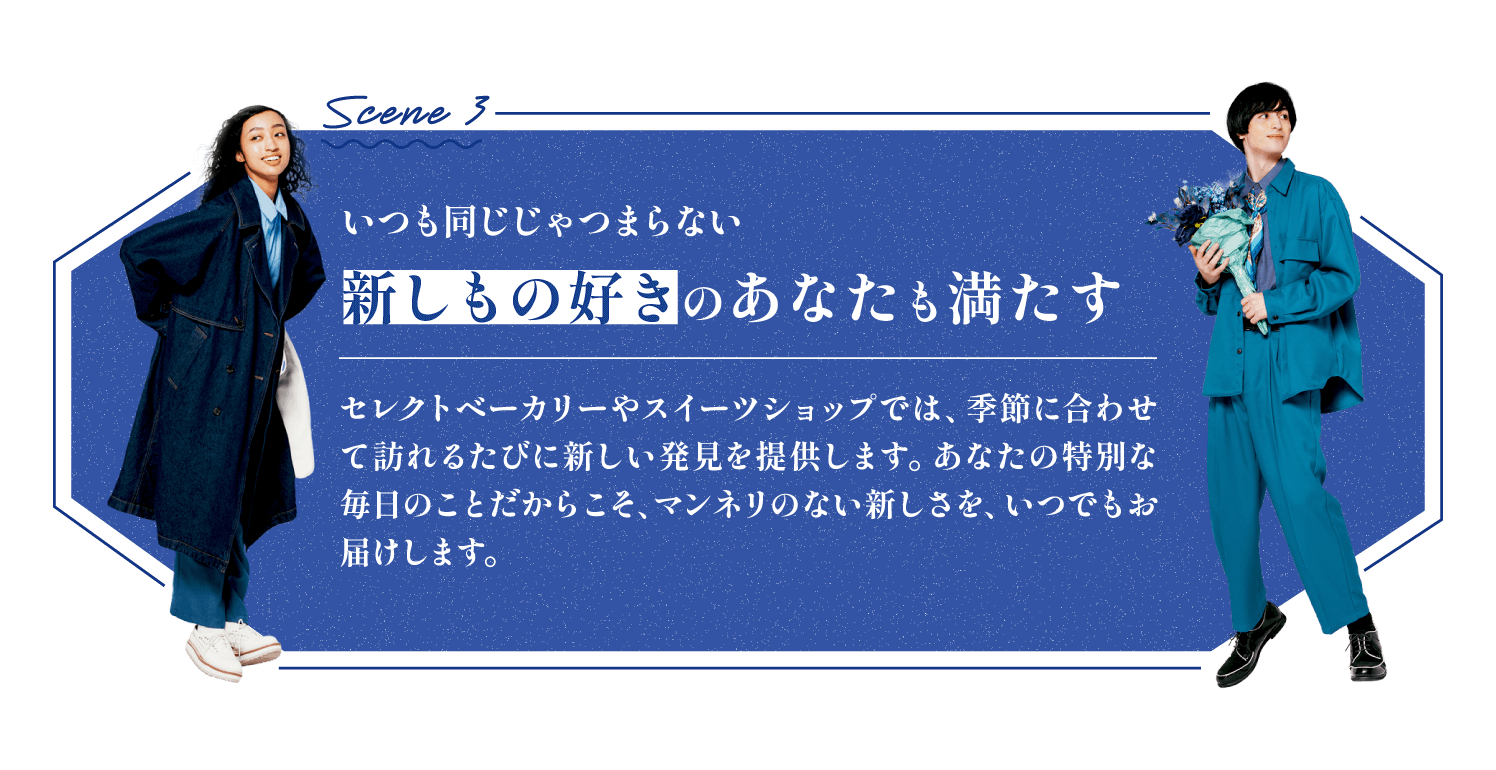 Scene 3
いつも同じじゃつまらない
新しもの好きのあなたも満たす
セレクトベーカリーやスイーツショップでは、季節に合わせ
て訪れるたびに新しい発見を提供します。あなたの特別な
毎日のことだからこそ、マンネリのない新しさを、いつでもお
届けします。